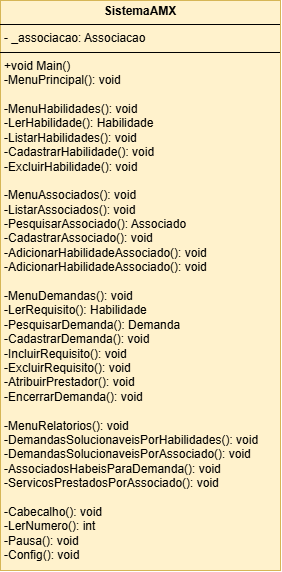 SistemaAMX
- _associacao: Associacao
+void Main()
-MenuPrincipal(): void
-MenuHabilidades(): void
-LerHabilidade(): Habilidade
-ListarHabilidades(): void
-CadastrarHabilidade(): void
-ExcluirHabilidade(): void
-MenuAssociados(): void
-ListarAssociados(): void
-PesquisarAssociado(): Associado
-CadastrarAssociado(): void
-AdicionarHabilidadeAssociado(): void
-AdicionarHabilidadeAssociado(): void
-MenuDemandas(): void
-LerRequisito(): Habilidade
-PesquisarDemanda(): Demanda
-CadastrarDemanda(): void
-IncluirRequisito(): void
-ExcluirRequisito(): void
-AtribuirPrestador(): void
-EncerrarDemanda(): void
-MenuRelatorios(): void
-DemandasSolucionaveisPorHabilidades(): void
-DemandasSolucionaveisPorAssociado(): void
-AssociadosHabeisParaDemanda(): void
-ServicosPrestadosPorAssociado(): void
-Cabecalho(): void
-LerNumero(): int
-Pausa(): void
-Config(): void